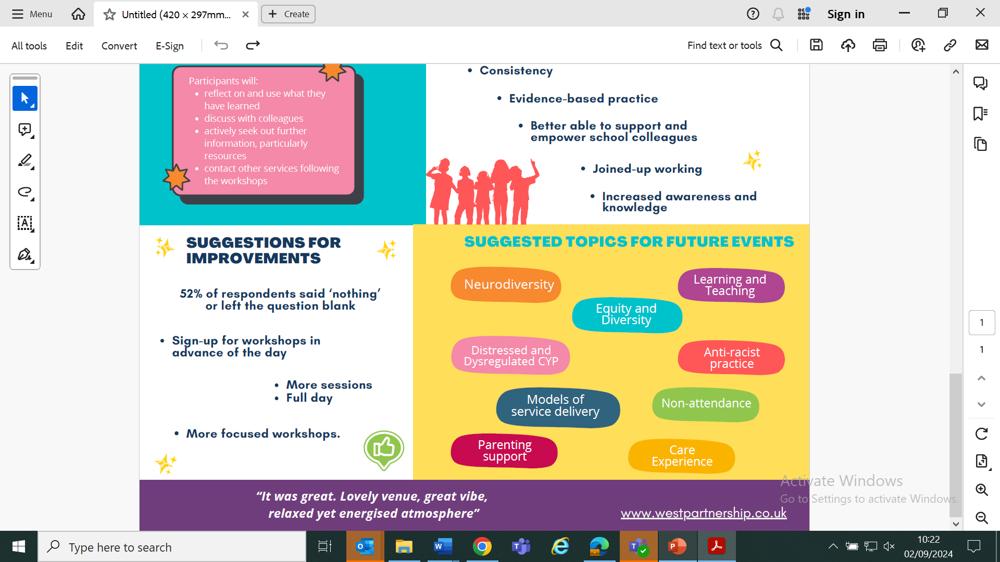 Menu
Untitled (420 × 297mm...
Create
Sign in
All tools
Edit
Convert
E-Sign
Find text or tools
Participants will:
• reflect on and use what they
have learned
• discuss with colleagues
• actively seek out further
information, particularly
resources
• contact other services following
the workshops
• Consistency
• Evidence-based practice
• Better able to support and
empower school colleagues
• Joined-up working
• Increased awareness and
knowledge
SUGGESTIONS FOR
IMPROVEMENTS
52% of respondents said ‘nothing’
or left the question blank
• Sign-up for workshops in
advance of the day
• More sessions
• Full day
• More focused workshops.
SUGGESTED TOPICS FOR FUTURE EVENTS
Neurodiversity
Learning and
Teaching
Equity and
Diversity
Distressed and
Dysregulated CYP
Anti-racist
practice
Models of
service delivery
Non-attendance
Parenting
support
Care
Experience
“It was great. Lovely venue, great vibe,
relaxed yet energised atmosphere”
www.westpartnership.co.uk
1
1
Activate Windows
Go to Settings to activate Windows.
Type here to search
10:22
02/09/2024